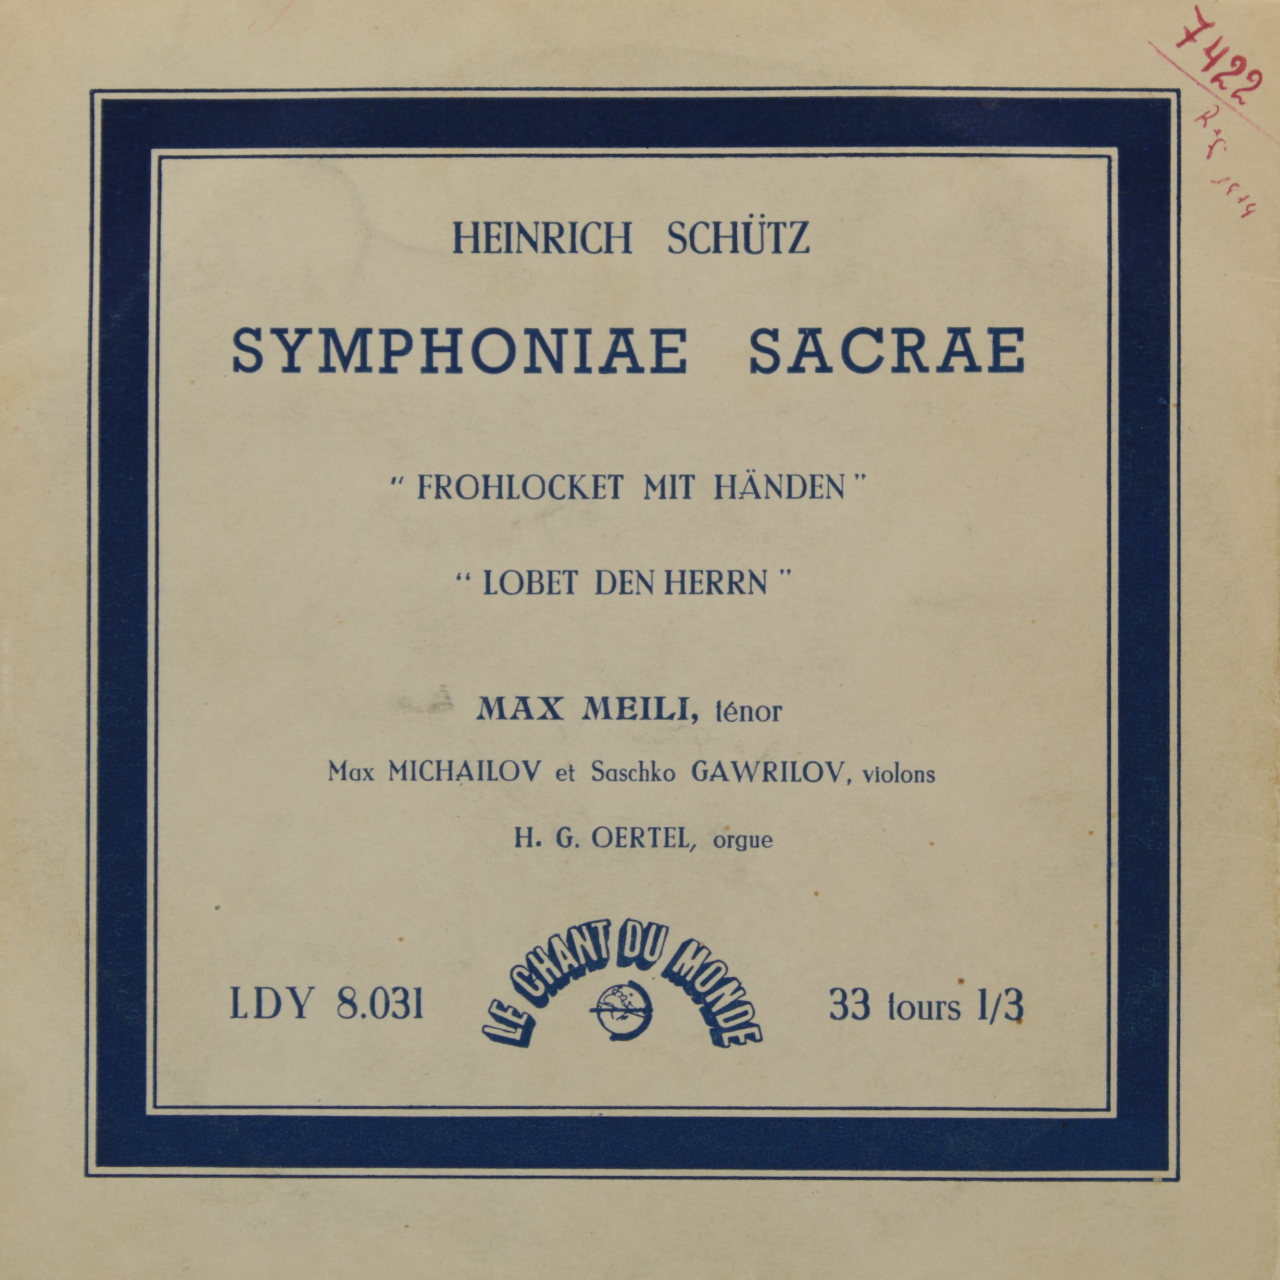 7422
HEINRICH SCHÜTZ
SYMPHONIAE SACRAE
" FROHLOCKET MIT HÄNDEN "
" LOBET DEN HERRN "
MAX MEILI, ténor
Max MICHAILOV et Saschko GAWRILOV, violons
H. G. OERTEL, orgue
LE CHANT DU MONDE
LDY 8.031
33 tours 1/3